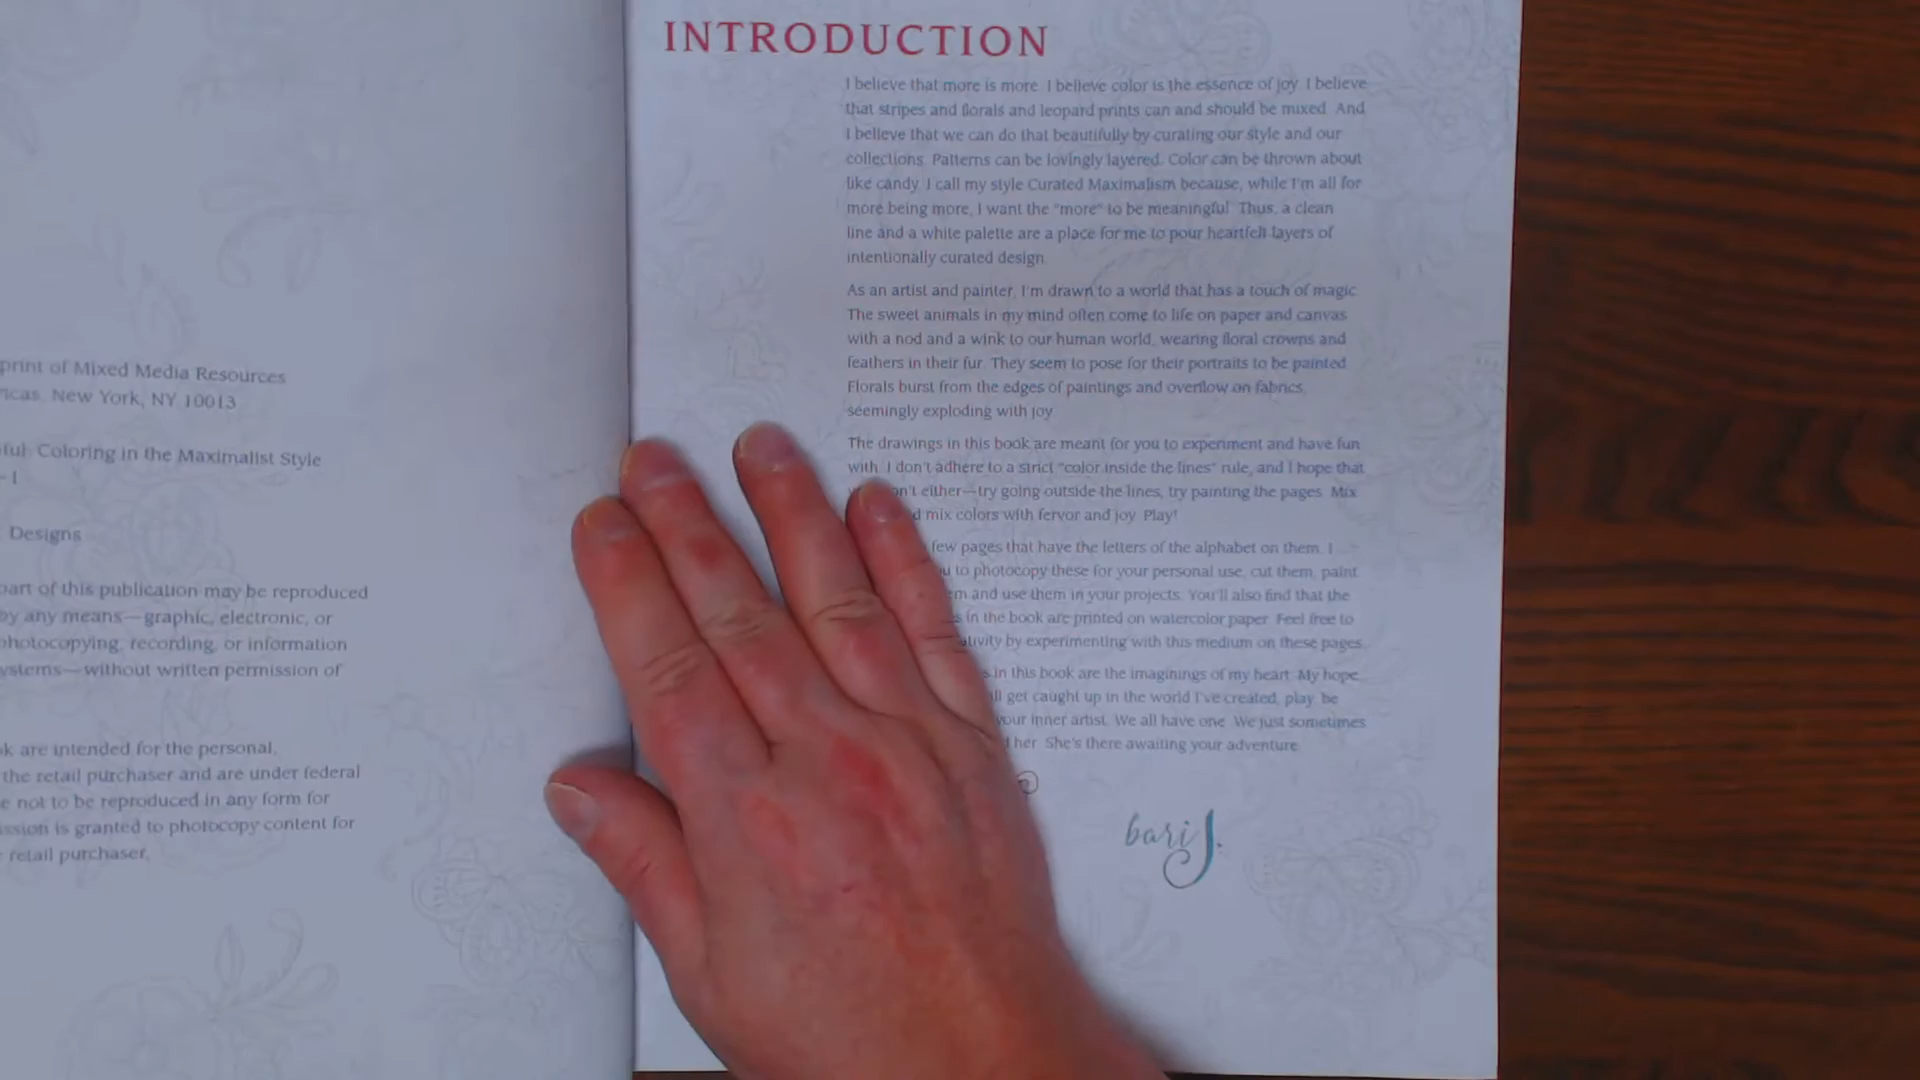 print of Mixed Media Resources
New York, NY 10013
Coloring in the Maximalist Style
- 1
Designs
part of this publication may be reproduced
by any means—graphic, electronic, or
photocopying, recording, or information
systems—without written permission of
are intended for the personal,
the retail purchaser and are under federal
not to be reproduced in any form for
is granted to photocopy content for
retail purchaser.
INTRODUCTION
I believe that more is more. I believe color is the essence of joy. I believe
that stripes and florals and leopard prints can and should be mixed. And
I believe that we can do that beautifully by curating our style and our
collections. Patterns can be lovingly layered. Color can be thrown about
like candy. I call my style Curated Maximalism because, while I'm all for
more being more, I want the "more" to be meaningful. Thus, a clean
line and a white palette are a place for me to pour heartfelt layers of
intentionally curated design.
As an artist and painter, I'm drawn to a world that has a touch of magic.
The sweet animals in my mind often come to life on paper and canvas
with a nod and a wink to our human world, wearing floral crowns and
feathers in their fur. They seem to pose for their portraits to be painted.
Florals burst from the edges of paintings and overflow on fabrics,
seemingly exploding with joy.
The drawings in this book are meant for you to experiment and have fun
with. I don't adhere to a strict "color inside the lines" rule, and I hope that
either—try going outside the lines, try painting the pages. Mix
mix colors with fervor and joy. Play!
few pages that have the letters of the alphabet on them. I
to photocopy these for your personal use, cut them, paint
and use them in your projects. You'll also find that the
in the book are printed on watercolor paper. Feel free to
by experimenting with this medium on these pages.
in this book are the imaginings of my heart. My hope
get caught up in the world I've created, play, be
your inner artist. We all have one. We just sometimes
her. She's there awaiting your adventure.
bari J.